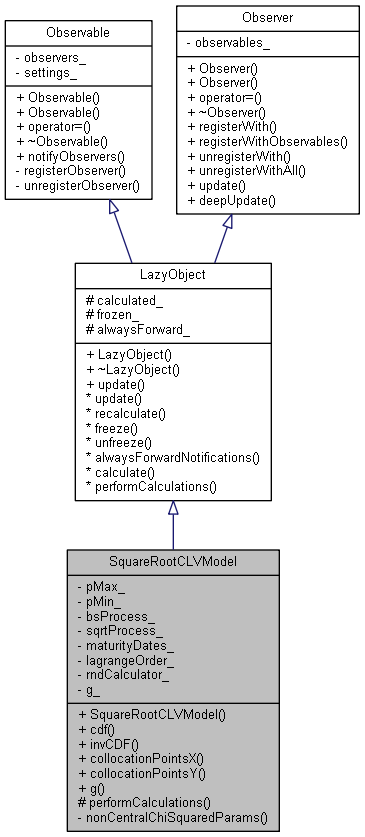 Observable
- observers_
- settings_
+ Observable()
+ Observable()
+ operator=()
+ ~Observable()
+ notifyObservers()
- registerObserver()
- unregisterObserver()
Observer
- observables_
+ Observer()
+ Observer()
+ operator=()
+ ~Observer()
+ registerWith()
+ registerWithObservables()
+ unregisterWith()
+ unregisterWithAll()
+ update()
+ deepUpdate()
LazyObject
# calculated_
# frozen_
# alwaysForward_
+ LazyObject()
+ ~LazyObject()
+ update()
* update()
* recalculate()
* freeze()
* unfreeze()
* alwaysForwardNotifications()
* calculate()
* performCalculations()
SquareRootCLVModel
- pMax_
- pMin_
- bsProcess_
- sqrtProcess_
- maturityDates_
- lagrangeOrder_
- rndCalculator_
- g_
+ SquareRootCLVModel()
+ cdf()
+ invCDF()
+ collocationPointsX()
+ collocationPointsY()
+ g()
# performCalculations()
- nonCentralChiSquaredParams()